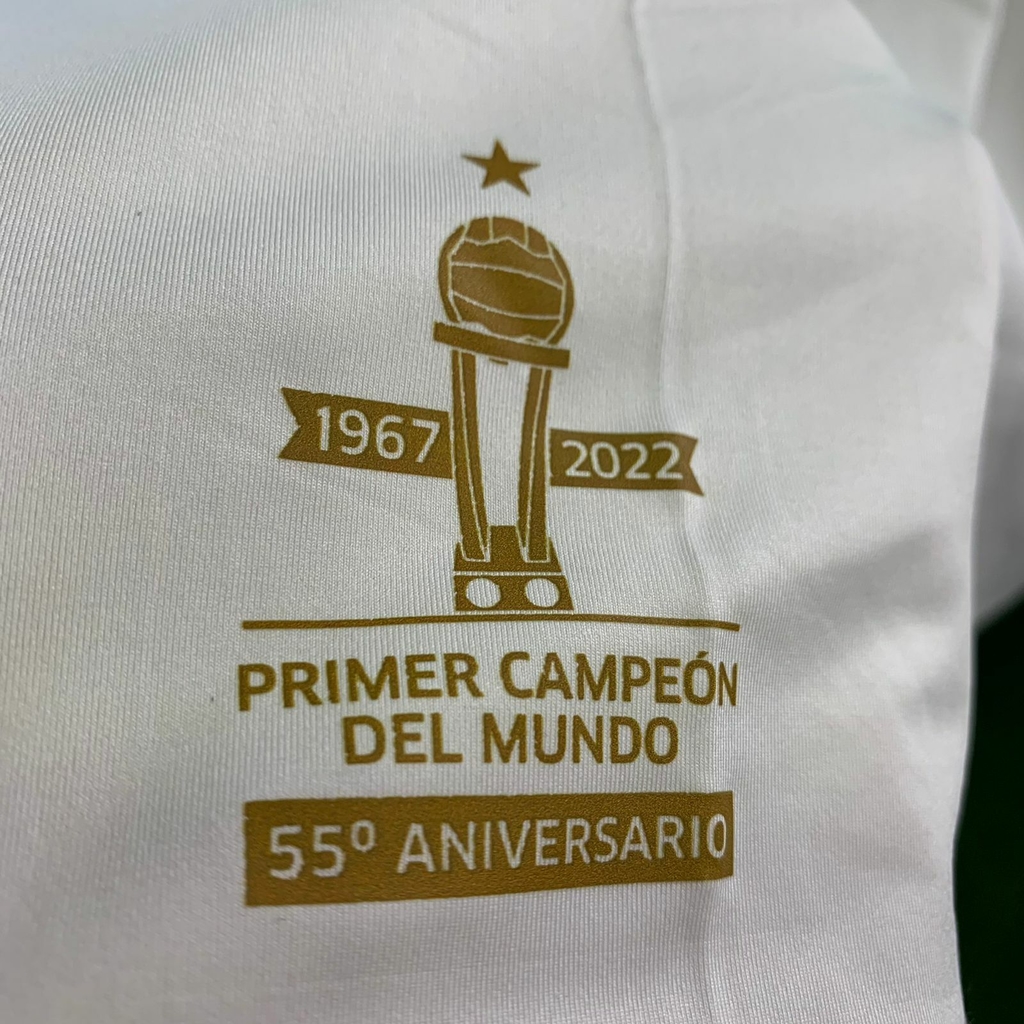 1967 2022
PRIMER CAMPEÓN
DEL MUNDO
55º ANIVERSARIO